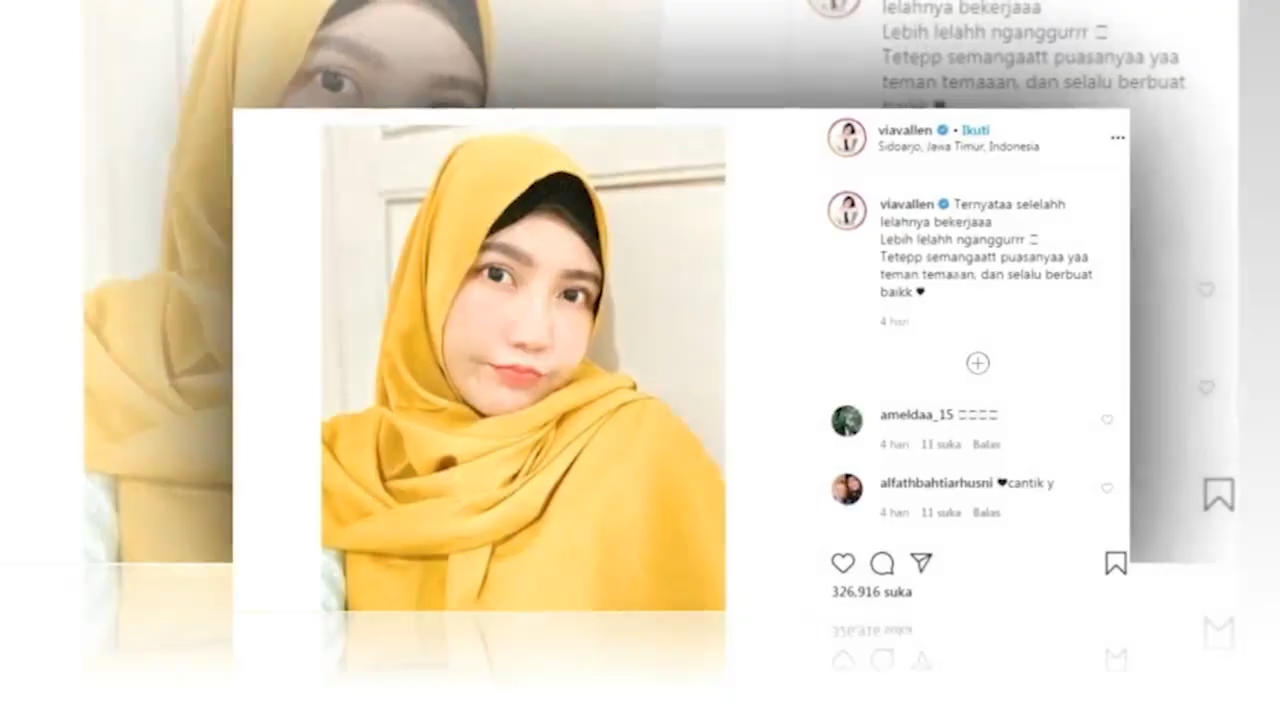 lelahnya bekerjaaa
Lebih lelahh nganggurrr
Tetepp semangaatt puasanyaa yaa
teman temaaan, dan selalu berbuat
viavallen • Ikuti
Sidoarjo, Jawa Timur, Indonesia
viavallen Ternyataa selelahh
lelahnya bekerjaaa
Lebih lelahh nganggurrr
Tetepp semangaatt puasanyaa yaa
teman temaaan, dan selalu berbuat
baikk ♥
4 hari
ameldaa_15
4 hari 11 suka Balas
alfathbahtiarhusni ♥cantik y
4 hari 11 suka Balas
326,916 suka